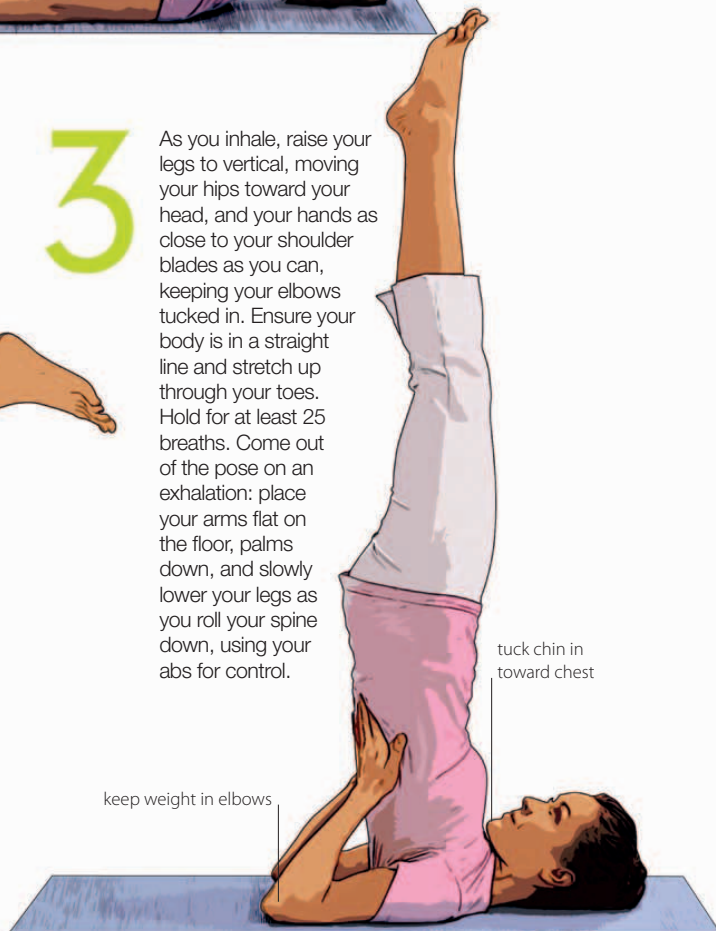 3
As you inhale, raise your
legs to vertical, moving
your hips toward your
head, and your hands as
close to your shoulder
blades as you can,
keeping your elbows
tucked in. Ensure your
body is in a straight
line and stretch up
through your toes.
Hold for at least 25
breaths. Come out
of the pose on an
exhalation: place
your arms flat on
the floor, palms
down, and slowly
lower your legs as
you roll your spine
down, using your
abs for control.
tuck chin in
toward chest
keep weight in elbows